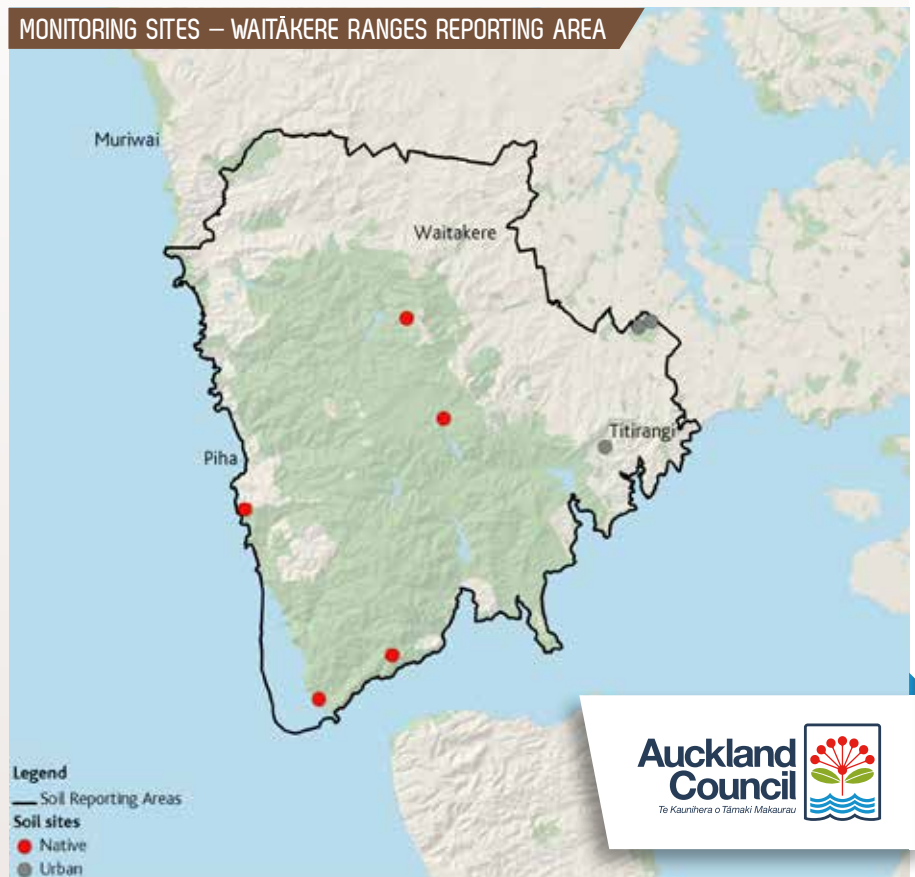 MONITORING SITES – WAITĀKERE RANGES REPORTING AREA
Muriwai
Waitakere
Titirangi
Piha
Legend
Soil Reporting Areas
Soil sites
Native
Urban
Auckland
Council
Te Kaunihera o Tāmaki Makaurau